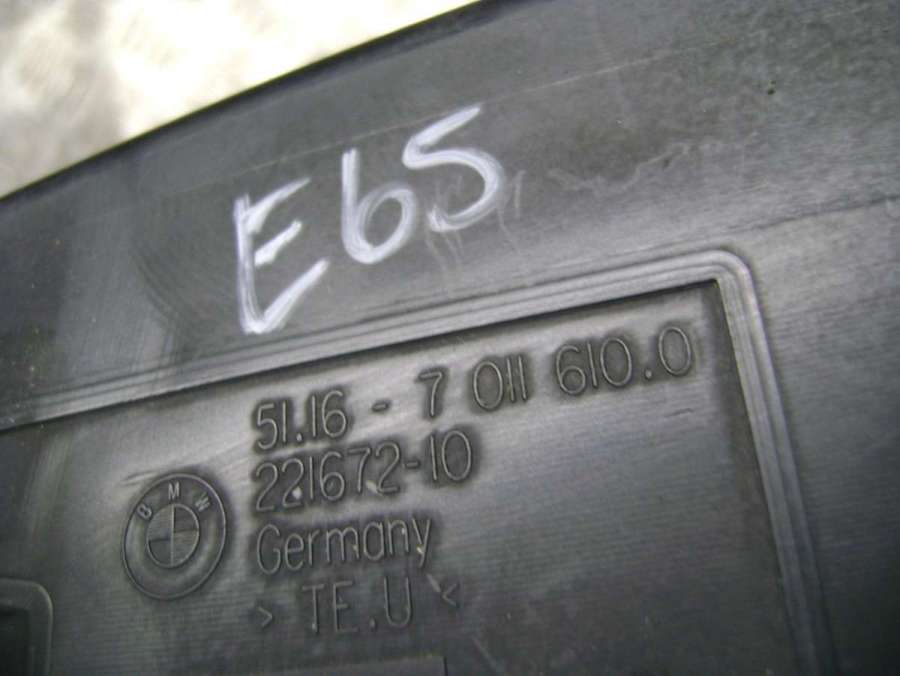 E65
51.16 - 7 011 610.0
221672-10
BMW
Germany
> TE.U <